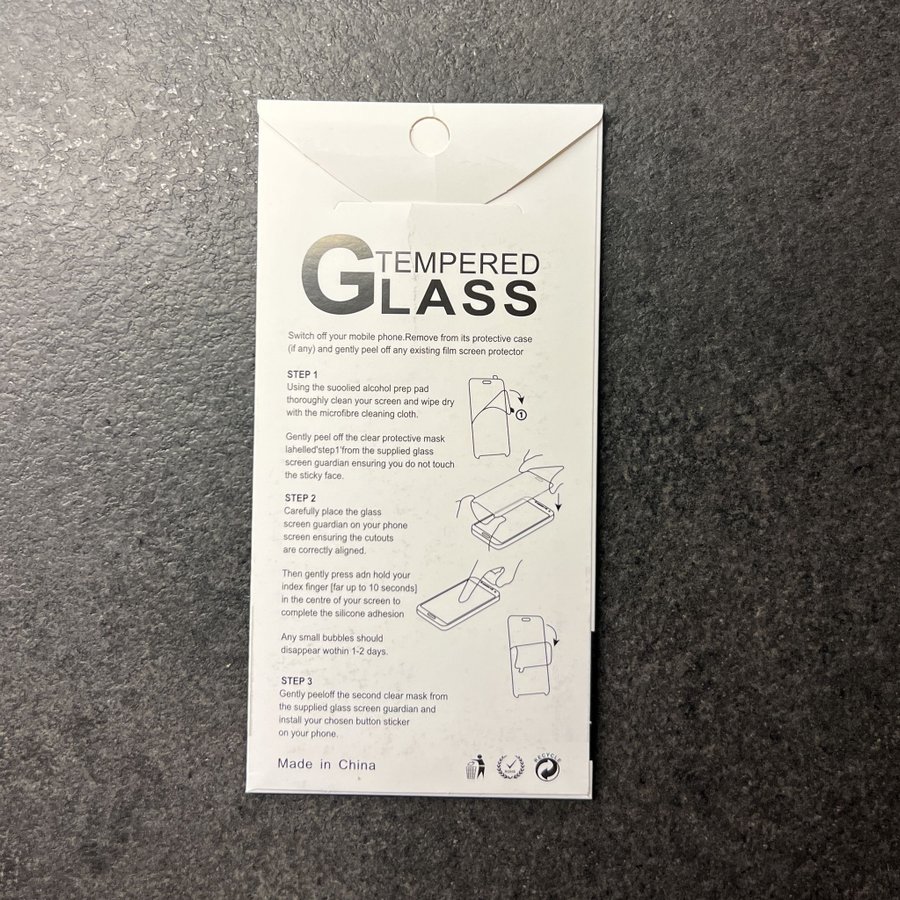 TEMPERED
GLASS
Switch off your mobile phone.Remove from its protective case
(if any) and gently peel off any existing film screen protector
STEP 1
Using the suoolied alcohol prep pad
thoroughly clean your screen and wipe dry
with the microfibre cleaning cloth.
Gently peel off the clear protective mask
lahelled'step1'from the supplied glass
screen guardian ensuring you do not touch
the sticky face.
1
STEP 2
Carefully place the glass
screen guardian on your phone
screen ensuring the cutouts
are correctly aligned.
Then gently press adn hold your
index finger [far up to 10 seconds]
in the centre of your screen to
complete the silicone adhesion
Any small bubbles should
disappear wothin 1-2 days.
STEP 3
Gently peeloff the second clear mask from
the supplied glass screen guardian and
install your chosen button sticker
on your phone.
Made in China
ROHS
RECYCLE